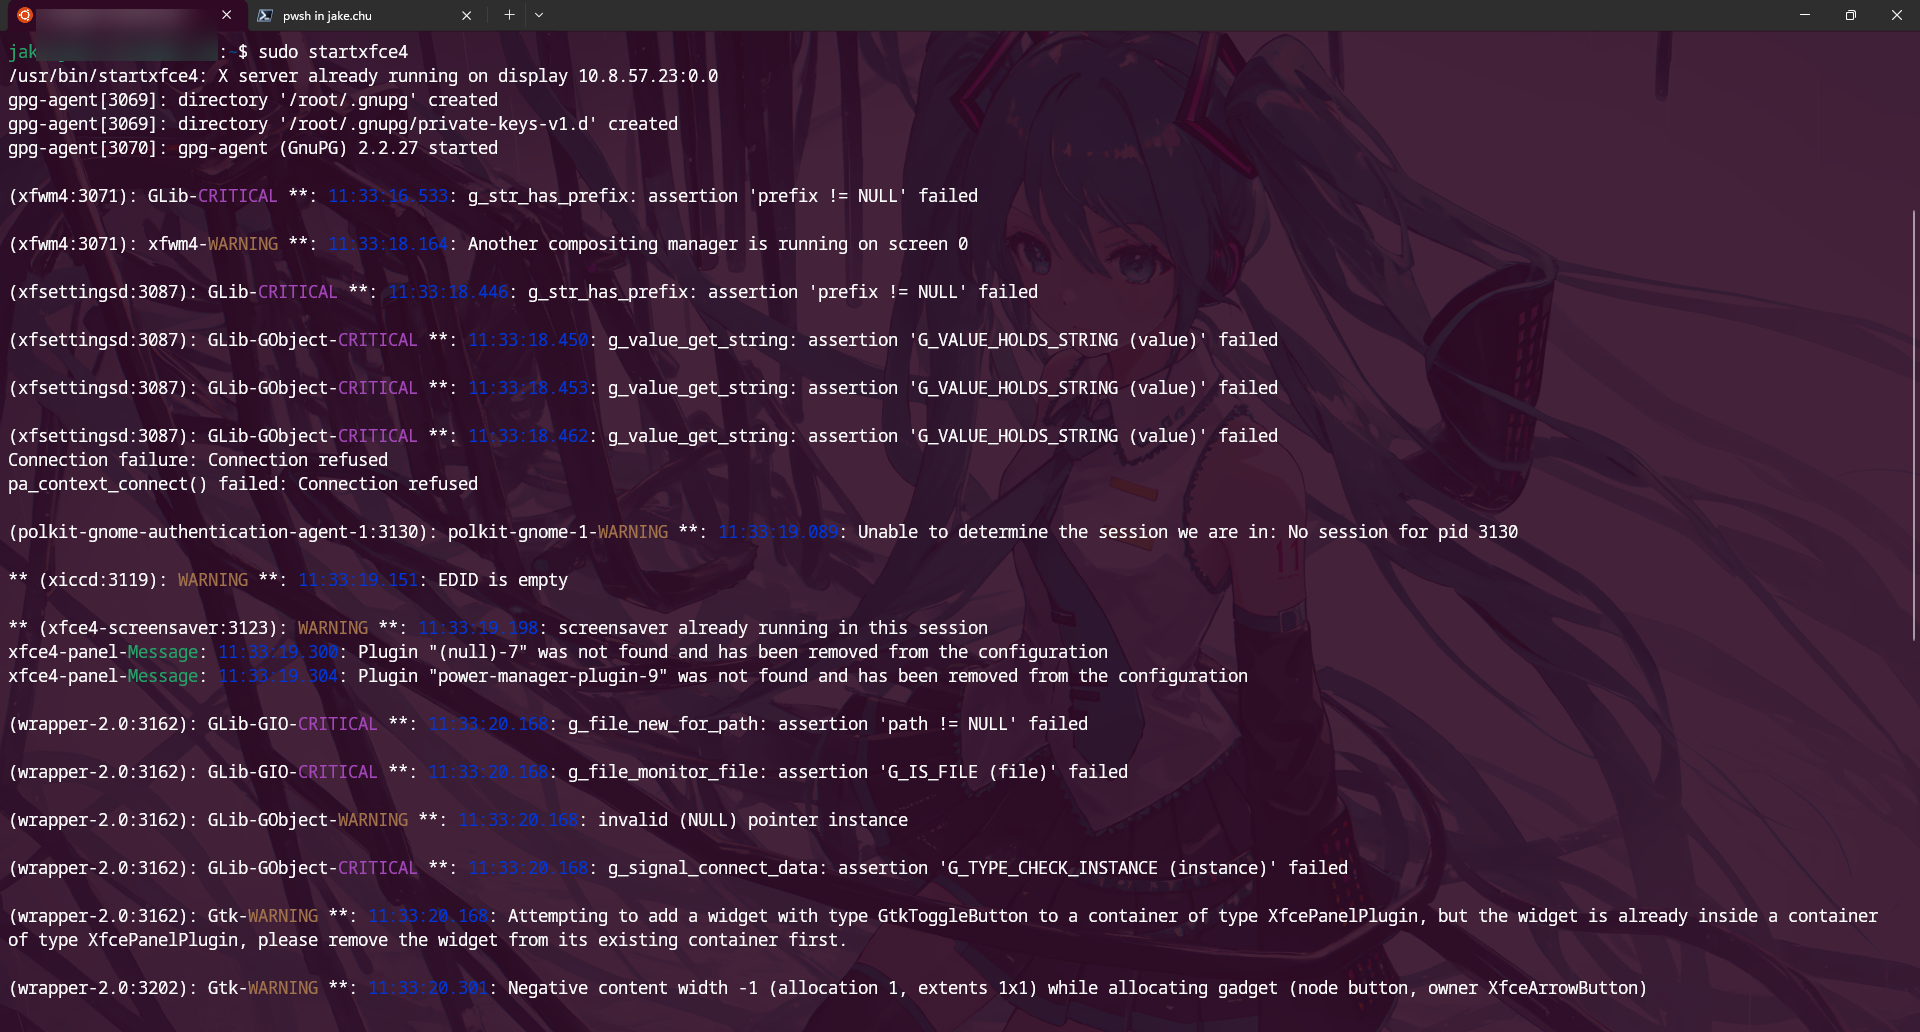 pwsh in jake.chu
jak :~$ sudo startxfce4
/usr/bin/startxfce4: X server already running on display 10.8.57.23:0.0
gpg-agent[3069]: directory '/root/.gnupg' created
gpg-agent[3069]: directory '/root/.gnupg/private-keys-v1.d' created
gpg-agent[3070]: gpg-agent (GnuPG) 2.2.27 started
(xfwm4:3071): GLib-CRITICAL **: 11:33:16.533: g_str_has_prefix: assertion 'prefix != NULL' failed
(xfwm4:3071): xfwm4-WARNING **: 11:33:18.164: Another compositing manager is running on screen 0
(xfsettingsd:3087): GLib-CRITICAL **: 11:33:18.446: g_str_has_prefix: assertion 'prefix != NULL' failed
(xfsettingsd:3087): GLib-GObject-CRITICAL **: 11:33:18.450: g_value_get_string: assertion 'G_VALUE_HOLDS_STRING (value)' failed
(xfsettingsd:3087): GLib-GObject-CRITICAL **: 11:33:18.453: g_value_get_string: assertion 'G_VALUE_HOLDS_STRING (value)' failed
(xfsettingsd:3087): GLib-GObject-CRITICAL **: 11:33:18.462: g_value_get_string: assertion 'G_VALUE_HOLDS_STRING (value)' failed
Connection failure: Connection refused
pa_context_connect() failed: Connection refused
(polkit-gnome-authentication-agent-1:3130): polkit-gnome-1-WARNING **: 11:33:19.089: Unable to determine the session we are in: No session for pid 3130
** (xiccd:3119): WARNING **: 11:33:19.151: EDID is empty
** (xfce4-screensaver:3123): WARNING **: 11:33:19.198: screensaver already running in this session
xfce4-panel-Message: 11:33:19.300: Plugin "(null)-7" was not found and has been removed from the configuration
xfce4-panel-Message: 11:33:19.304: Plugin "power-manager-plugin-9" was not found and has been removed from the configuration
(wrapper-2.0:3162): GLib-GIO-CRITICAL **: 11:33:20.168: g_file_new_for_path: assertion 'path != NULL' failed
(wrapper-2.0:3162): GLib-GIO-CRITICAL **: 11:33:20.168: g_file_monitor_file: assertion 'G_IS_FILE (file)' failed
(wrapper-2.0:3162): GLib-GObject-WARNING **: 11:33:20.168: invalid (NULL) pointer instance
(wrapper-2.0:3162): GLib-GObject-CRITICAL **: 11:33:20.168: g_signal_connect_data: assertion 'G_TYPE_CHECK_INSTANCE (instance)' failed
(wrapper-2.0:3162): Gtk-WARNING **: 11:33:20.168: Attempting to add a widget with type GtkToggleButton to a container of type XfcePanelPlugin, but the widget is already inside a container
of type XfcePanelPlugin, please remove the widget from its existing container first.
(wrapper-2.0:3202): Gtk-WARNING **: 11:33:20.301: Negative content width -1 (allocation 1, extents 1x1) while allocating gadget (node button, owner XfceArrowButton)